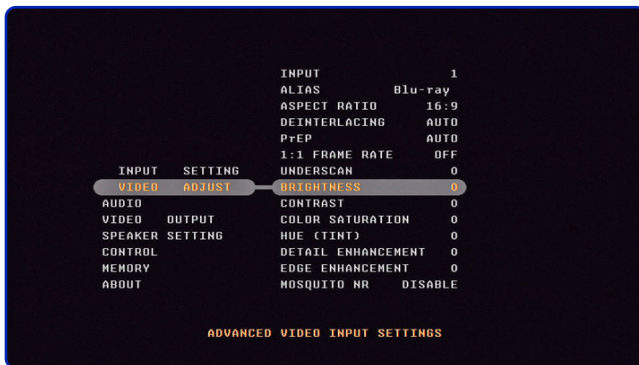 INPUT 1
ALIAS Blu-ray
ASPECT RATIO 16:9
DEINTERLACING AUTO
PrEP AUTO
1:1 FRAME RATE OFF
INPUT SETTING UNDERSCAN 0
VIDEO ADJUST BRIGHTNESS 0
AUDIO CONTRAST 0
VIDEO OUTPUT COLOR SATURATION 0
SPEAKER SETTING HUE (TINT) 0
CONTROL DETAIL ENHANCEMENT 0
MEMORY EDGE ENHANCEMENT 0
ABOUT MOSQUITO NR DISABLE
ADVANCED VIDEO INPUT SETTINGS